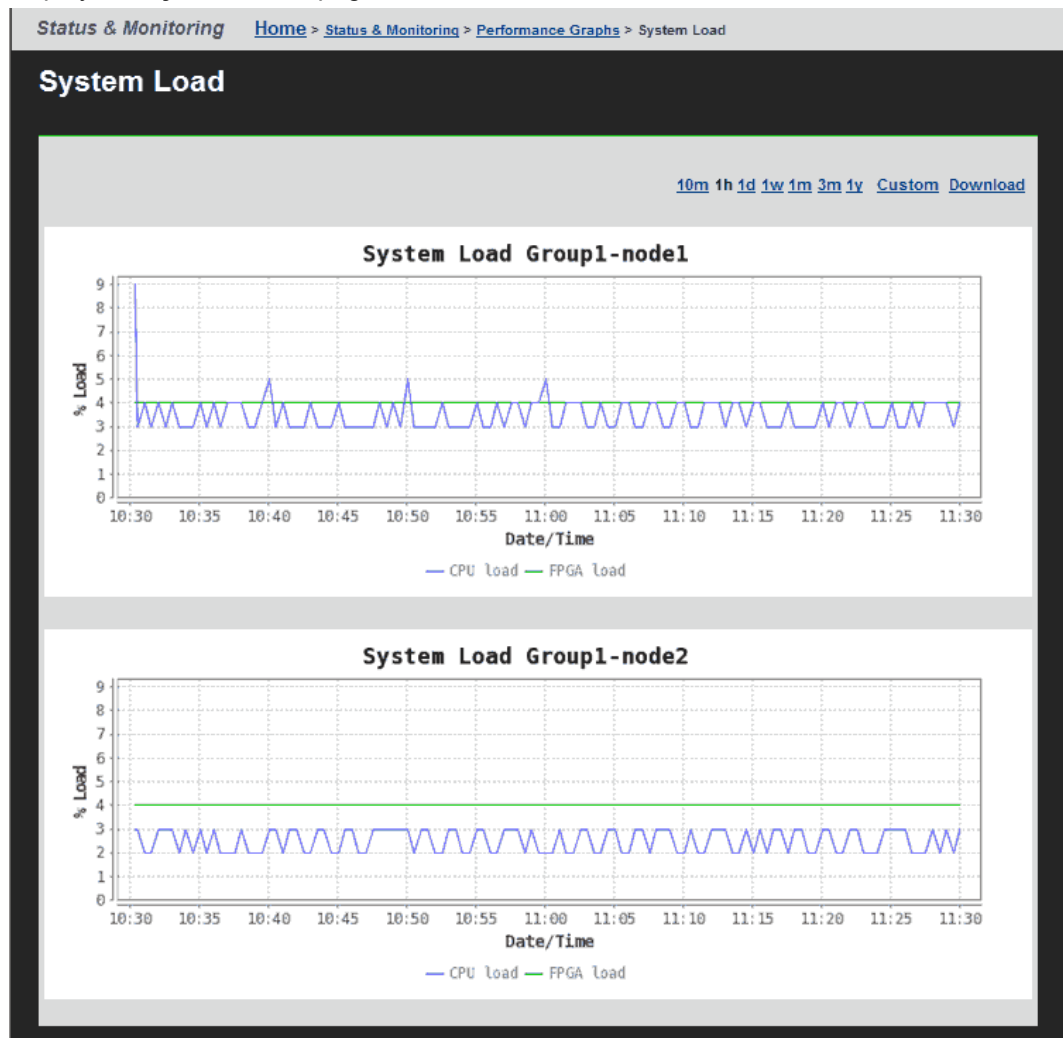 Status & Monitoring Home > Status & Monitoring > Performance Graphs > System Load
System Load
10m 1h 1d 1w 1m 3m 1y Custom Download
System Load Group1-node1
% Load
9
8
7
6
5
4
3
2
1
0
10:30 10:35 10:40 10:45 10:50 10:55 11:00 11:05 11:10 11:15 11:20 11:25 11:30
Date/Time
CPU load FPGA load
System Load Group1-node2
% Load
9
8
7
6
5
4
3
2
1
0
10:30 10:35 10:40 10:45 10:50 10:55 11:00 11:05 11:10 11:15 11:20 11:25 11:30
Date/Time
CPU load FPGA load